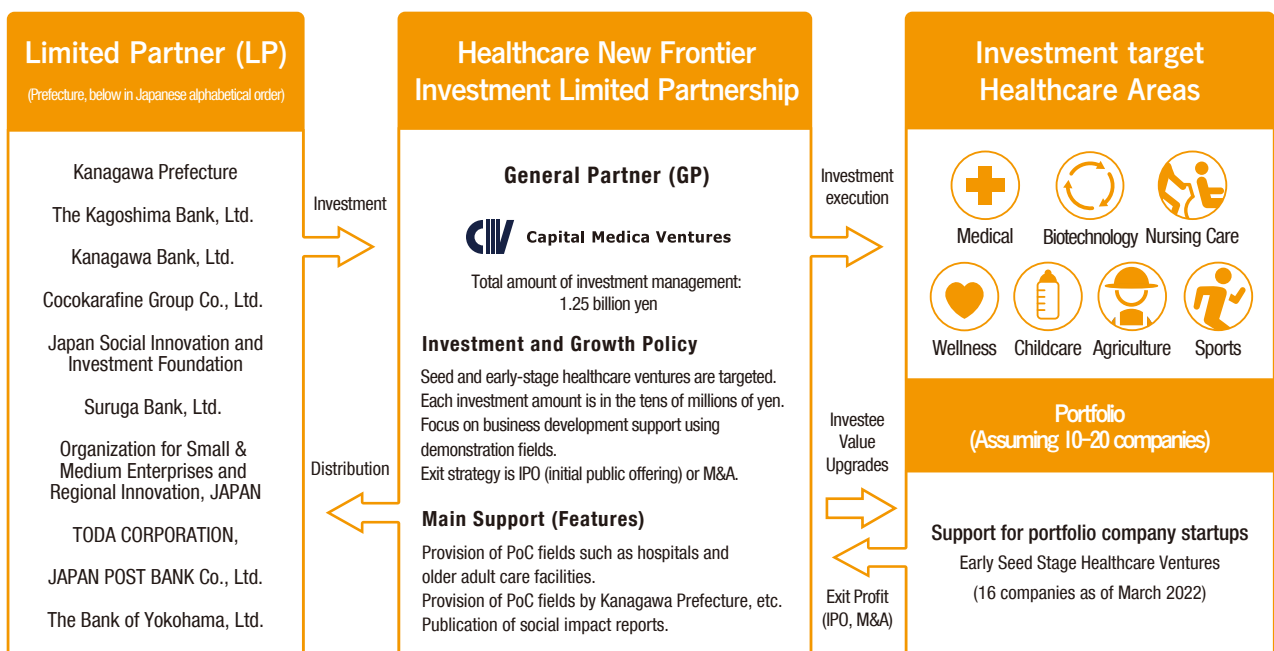 Limited Partner (LP)
(Prefecture, below in Japanese alphabetical order)
Kanagawa Prefecture
The Kagoshima Bank, Ltd.
Kanagawa Bank, Ltd.
Cocokarafine Group Co., Ltd.
Japan Social Innovation and
Investment Foundation
Suruga Bank, Ltd.
Organization for Small &
Medium Enterprises and
Regional Innovation, JAPAN
TODA CORPORATION,
JAPAN POST BANK Co., Ltd.
The Bank of Yokohama, Ltd.
Investment
Distribution
Healthcare New Frontier
Investment Limited Partnership
General Partner (GP)
CMV Capital Medica Ventures
Total amount of investment management:
1.25 billion yen
Investment and Growth Policy
Seed and early-stage healthcare ventures are targeted.
Each investment amount is in the tens of millions of yen.
Focus on business development support using
demonstration fields.
Exit strategy is IPO (initial public offering) or M&A.
Main Support (Features)
Provision of PoC fields such as hospitals and
older adult care facilities.
Provision of PoC fields by Kanagawa Prefecture, etc.
Publication of social impact reports.
Investment
execution
Investee
Value
Upgrades
Exit Profit
(IPO, M&A)
Investment target
Healthcare Areas
Medical
Biotechnology
Nursing Care
Wellness
Childcare
Agriculture
Sports
Portfolio
(Assuming 10-20 companies)
Support for portfolio company startups
Early Seed Stage Healthcare Ventures
(16 companies as of March 2022)